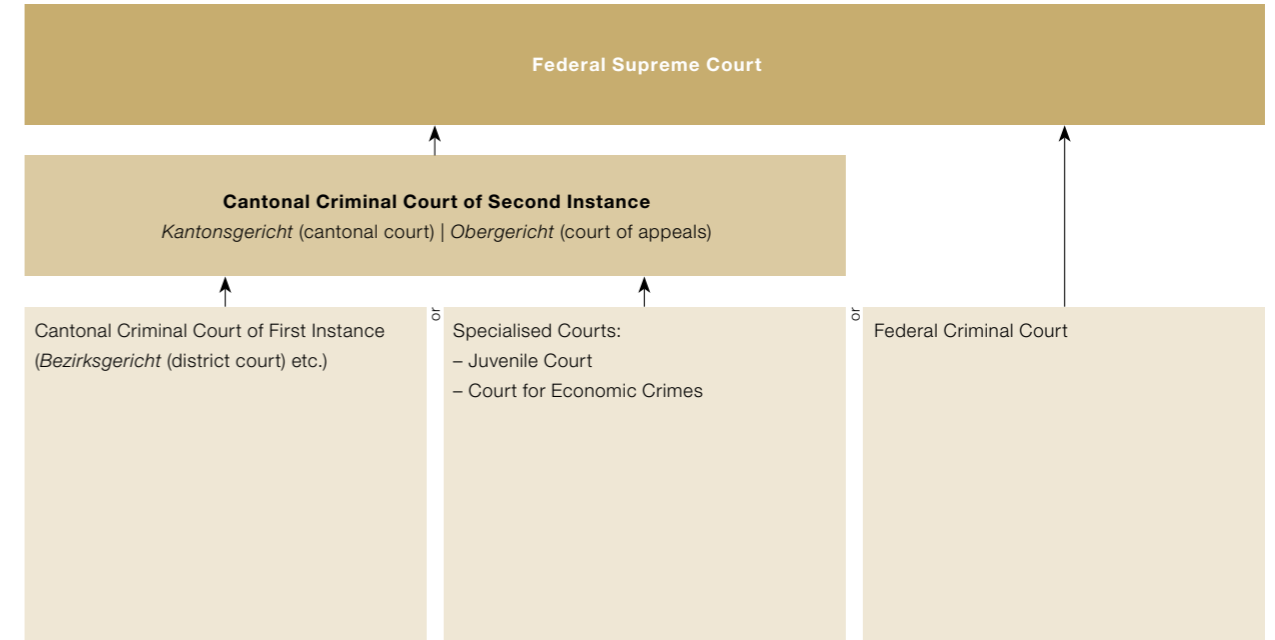 Federal Supreme Court
Cantonal Criminal Court of Second Instance
Kantonsgericht (cantonal court) | Obergericht (court of appeals)
Cantonal Criminal Court of First Instance
(Bezirksgericht (district court) etc.)
or
Specialised Courts:
– Juvenile Court
– Court for Economic Crimes
or
Federal Criminal Court